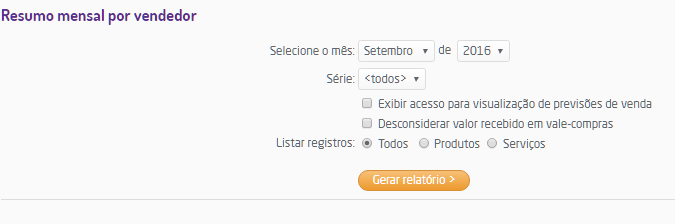 Resumo mensal por vendedor
Selecione o mês: Setembro de 2016
Série: <todos>
Exibir acesso para visualização de previsões de venda
Desconsiderar valor recebido em vale-compras
Listar registros: Todos Produtos Serviços
Gerar relatório >